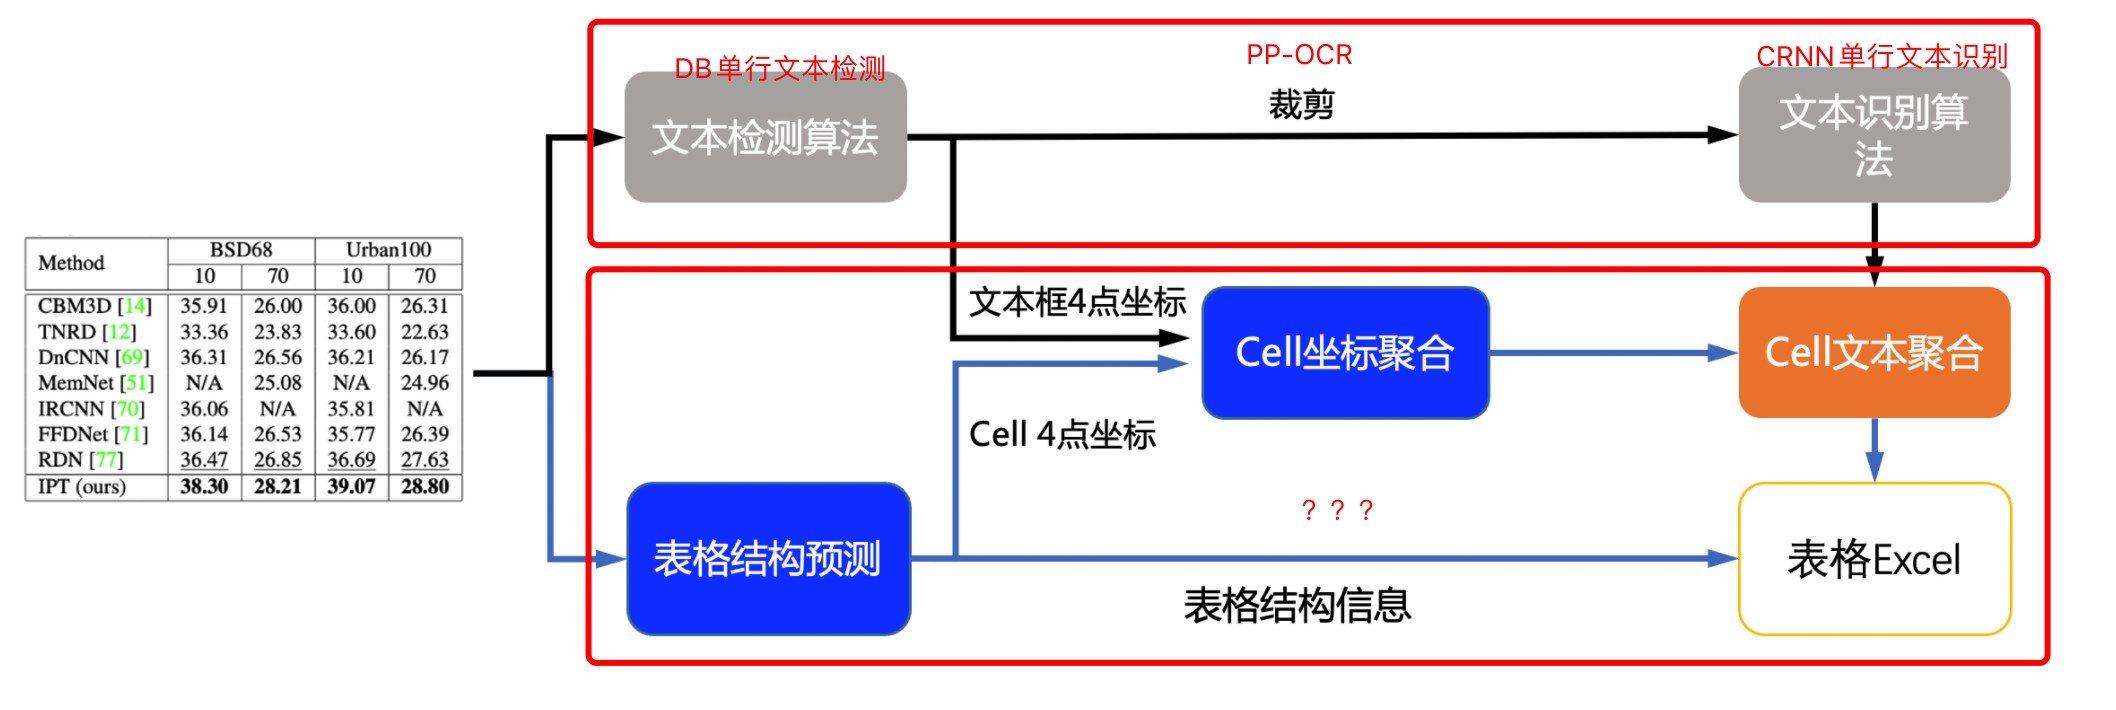 DB单行文本检测
PP-OCR
CRNN单行文本识别
文本检测算法
裁剪
文本识别算
法
Method BSD68 Urban100
10 70 10 70
CBM3D [14] 35.91 26.00 36.00 26.31
TNRD [12] 33.36 23.83 33.60 22.63
DnCNN [69] 36.31 26.56 36.21 26.17
MemNet [51] N/A 25.08 N/A 24.96
IRCNN [70] 36.06 N/A 35.81 N/A
FFDNet [71] 36.14 26.53 35.77 26.39
RDN [77] 36.47 26.85 36.69 27.63
IPT (ours) 38.30 28.21 39.07 28.80
文本框4点坐标
Cell坐标聚合
Cell文本聚合
Cell 4点坐标
？？？
表格结构预测
表格结构信息
表格Excel